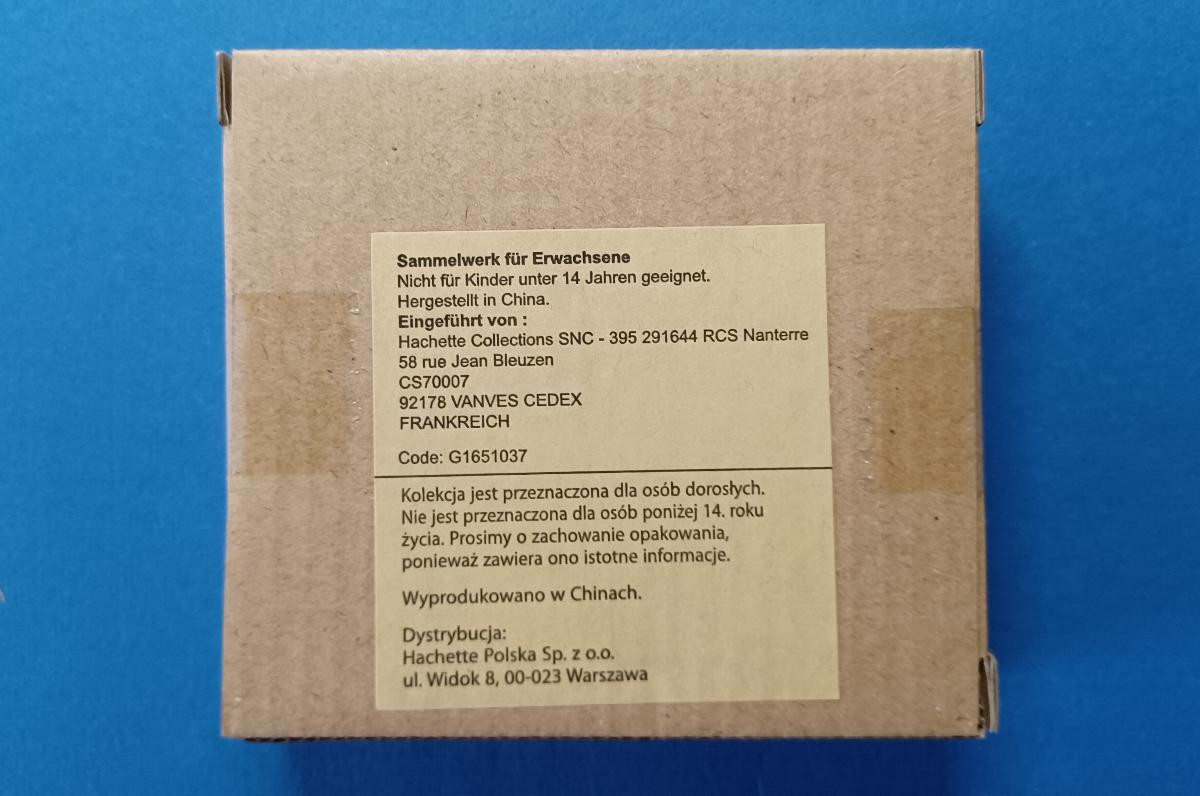 Sammelwerk für Erwachsene
Nicht für Kinder unter 14 Jahren geeignet.
Hergestellt in China.
Eingeführt von :
Hachette Collections SNC - 395 291644 RCS Nanterre
58 rue Jean Bleuzen
CS70007
92178 VANVES CEDEX
FRANKREICH
Code: G1651037
Kolekcja jest przeznaczona dla osób dorosłych.
Nie jest przeznaczona dla osób poniżej 14. roku
życia. Prosimy o zachowanie opakowania,
ponieważ zawiera ono istotne informacje.
Wyprodukowano w Chinach.
Dystrybucja:
Hachette Polska Sp. z o.o.
ul. Widok 8, 00-023 Warszawa